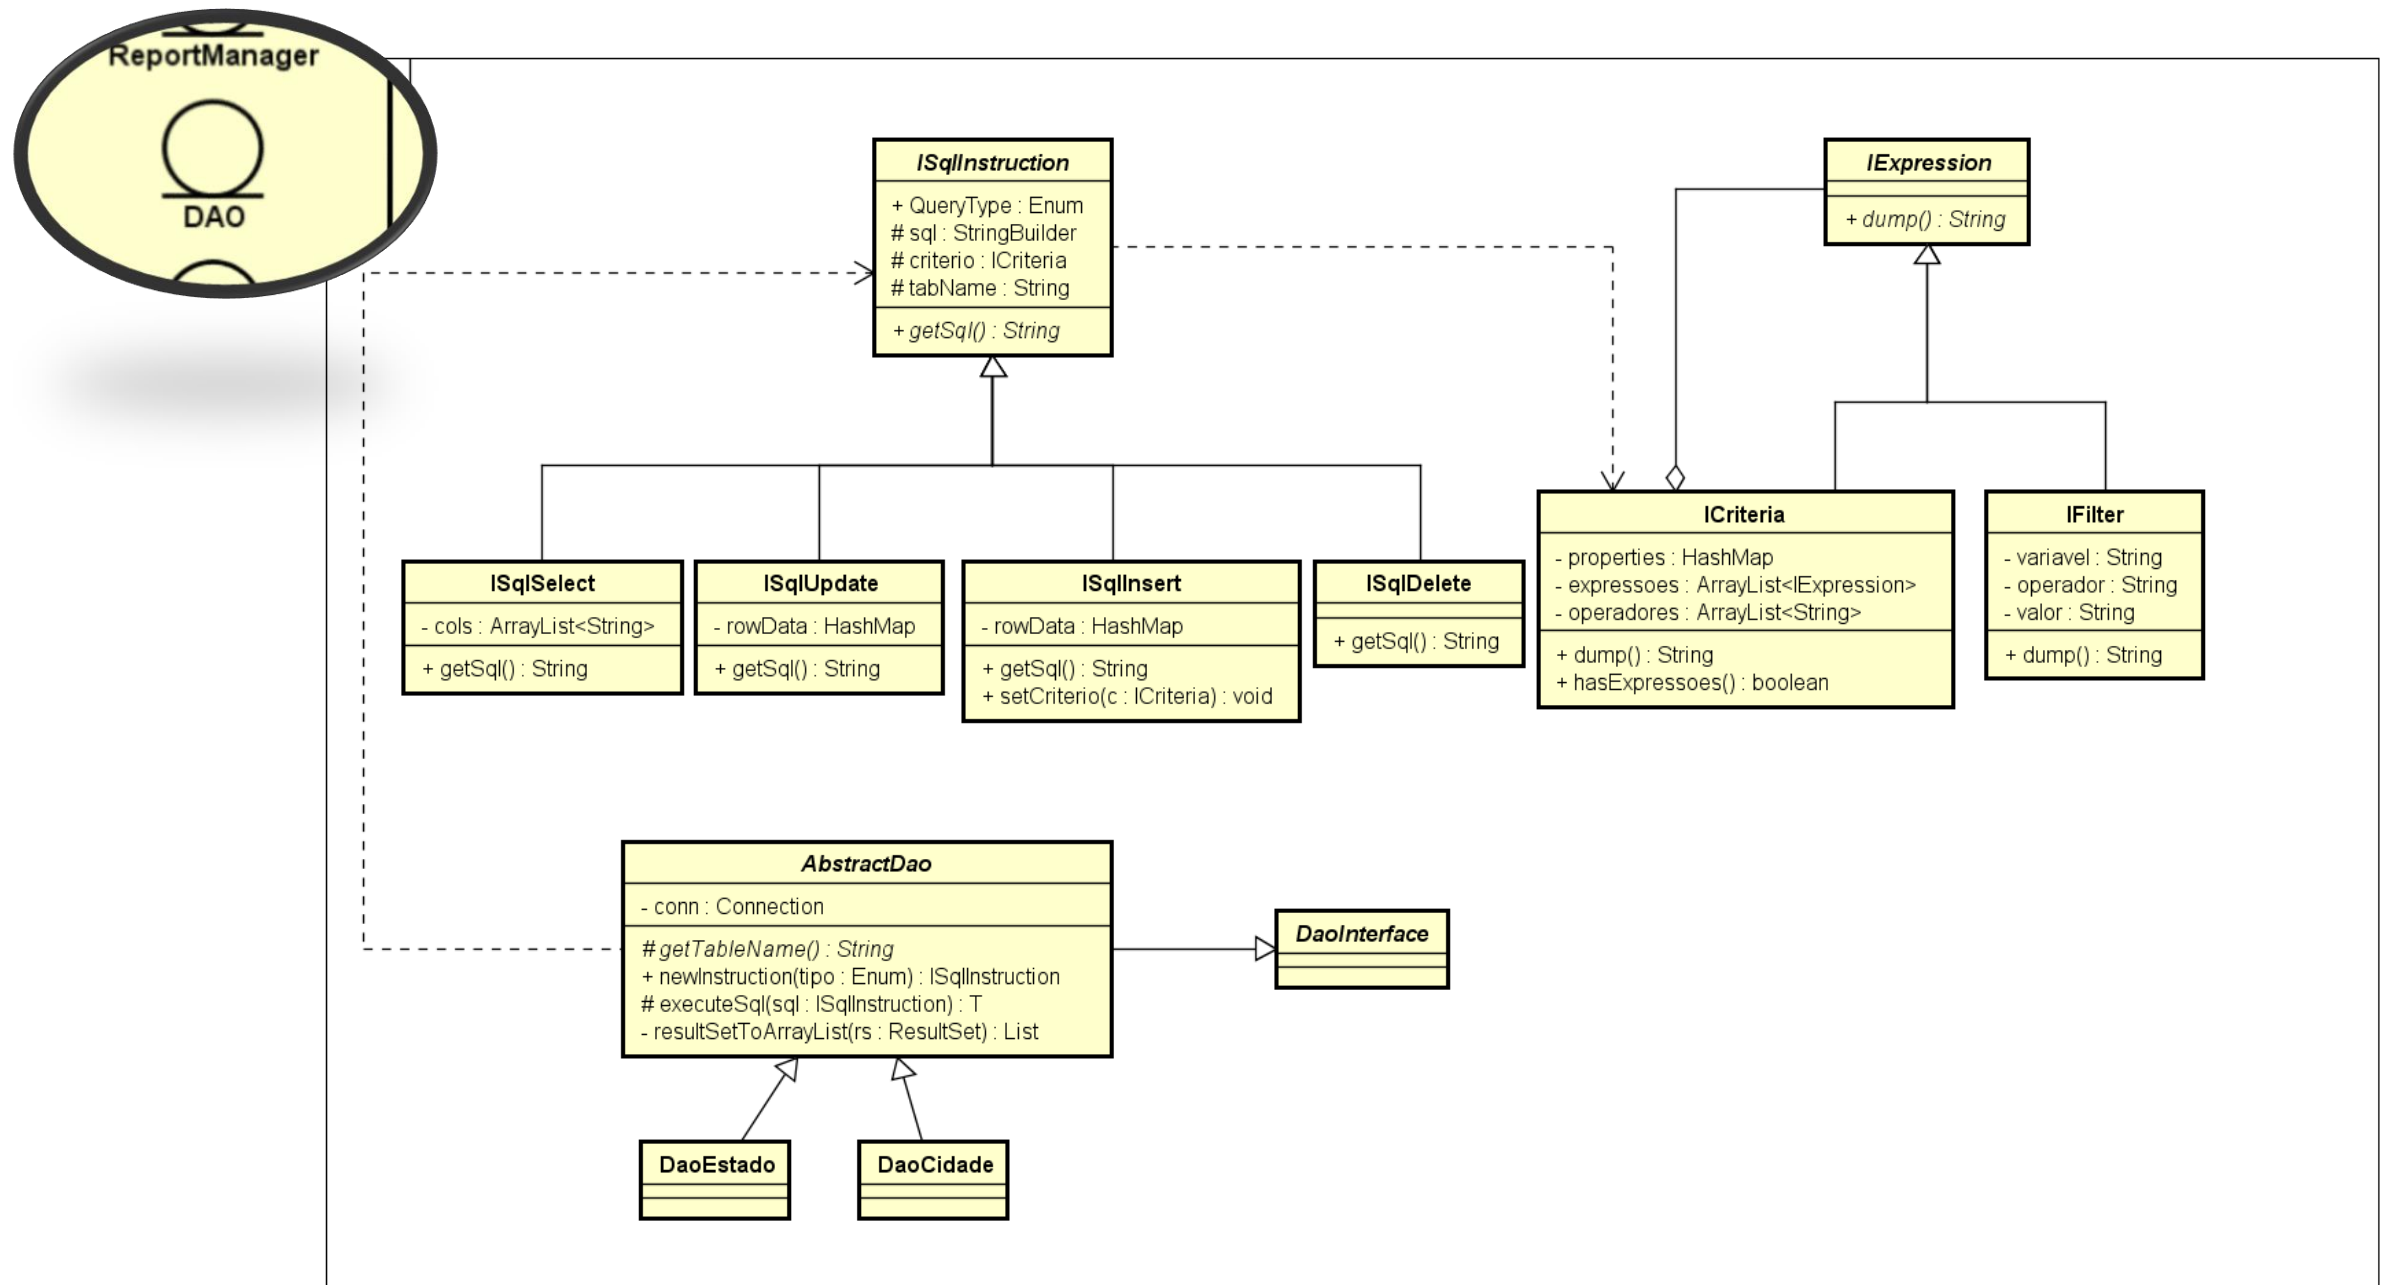 ReportManager
DAO
ISqlInstruction
+ QueryType : Enum
# sql : StringBuilder
# criterio : ICriteria
# tabName : String
+ getSql() : String
IExpression
+ dump() : String
ISqlSelect
- cols : ArrayList<String>
+ getSql() : String
ISqlUpdate
- rowData : HashMap
+ getSql() : String
ISqlInsert
- rowData : HashMap
+ getSql() : String
+ setCriterio(c : ICriteria) : void
ISqlDelete
+ getSql() : String
ICriteria
- properties : HashMap
- expressoes : ArrayList<IExpression>
- operadores : ArrayList<String>
+ dump() : String
+ hasExpressoes() : boolean
IFilter
- variavel : String
- operador : String
- valor : String
+ dump() : String
AbstractDao
- conn : Connection
# getTableName() : String
+ newInstruction(tipo : Enum) : ISqlInstruction
# executeSql(sql : ISqlInstruction) : T
- resultSetToArrayList(rs : ResultSet) : List
DaoInterface
DaoEstado
DaoCidade